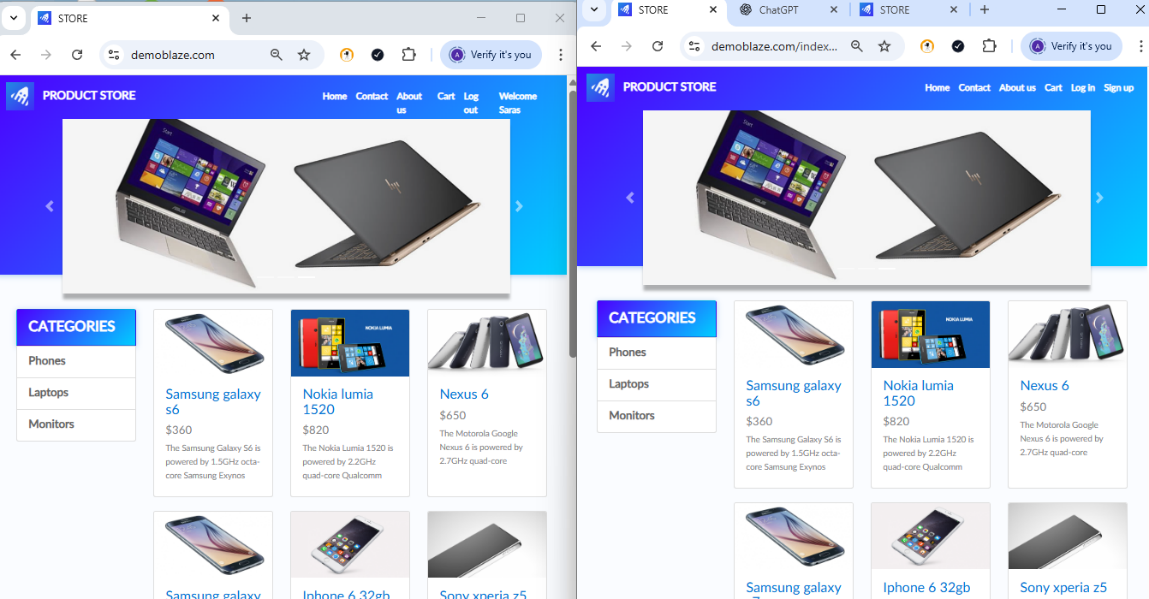 STORE
demoblaze.com
Verify it's you
PRODUCT STORE
Home Contact About us Cart Log out Welcome Saras
CATEGORIES
Phones
Laptops
Monitors
Samsung galaxy
s6
$360
The Samsung Galaxy S6 is
powered by 1.5GHz octa-
core Samsung Exynos
NOKIA LUMIA
Nokia lumia
1520
$820
The Nokia Lumia 1520 is
powered by 2.2GHz
quad-core Qualcomm
Nexus 6
$650
The Motorola Google
Nexus 6 is powered by
2.7GHz quad-core
Samsung galaxy
Iphone 6 32gb
Sony xperia z5
STORE
ChatGPT
STORE
demoblaze.com/index...
Verify it's you
PRODUCT STORE
Home Contact About us Cart Log in Sign up
CATEGORIES
Phones
Laptops
Monitors
Samsung galaxy
s6
$360
The Samsung Galaxy S6 is
powered by 1.5GHz octa-
core Samsung Exynos
NOKIA LUMIA
Nokia lumia
1520
$820
The Nokia Lumia 1520 is
powered by 2.2GHz
quad-core Qualcomm
Nexus 6
$650
The Motorola Google
Nexus 6 is powered by
2.7GHz quad-core
Samsung galaxy
Iphone 6 32gb
Sony xperia z5